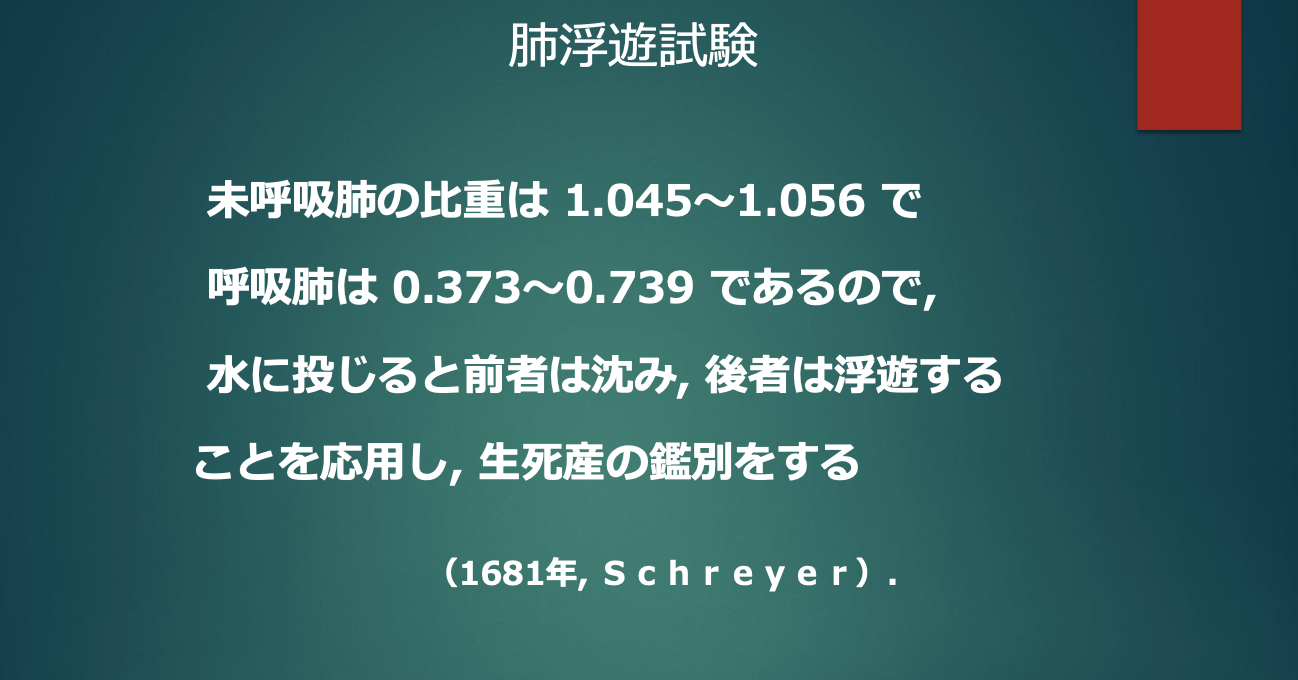 肺浮遊試験
未呼吸肺の比重は 1.045～1.056 で
呼吸肺は 0.373～0.739 であるので,
水に投じると前者は沈み, 後者は浮遊する
ことを応用し, 生死産の鑑別をする
（1681年, Ｓｃｈｒｅｙｅｒ）.